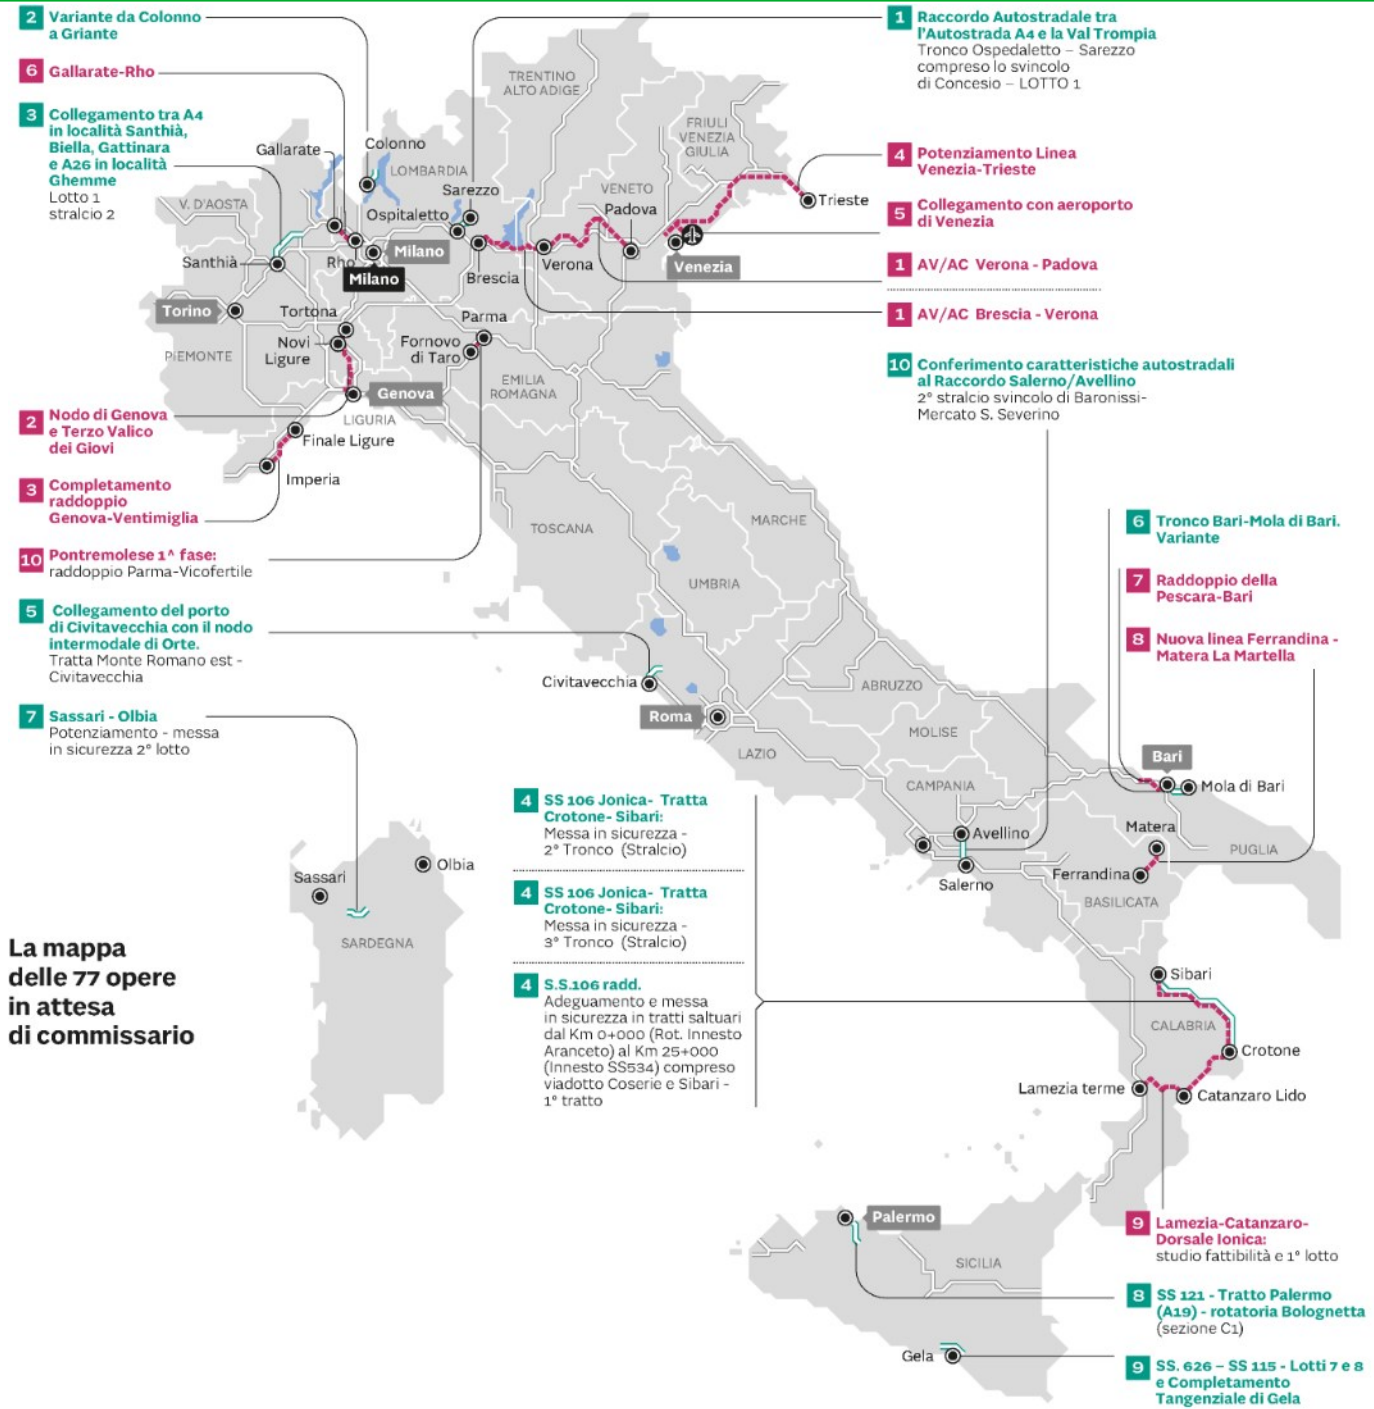 2 Variante da Colonno
a Griante
6 Gallarate-Rho
3 Collegamento tra A4
in località Santhià,
Biella, Gattinara
e A26 in località
Ghemme
Lotto 1
stralcio 2
2 Nodo di Genova
e Terzo Valico
dei Giovi
3 Completamento
raddoppio
Genova-Ventimiglia
10 Pontremolese 1^ fase:
raddoppio Parma-Vicofertile
5 Collegamento del porto
di Civitavecchia con il nodo
intermodale di Orte.
Tratta Monte Romano est -
Civitavecchia
7 Sassari - Olbia
Potenziamento - messa
in sicurezza 2° lotto
La mappa
delle 77 opere
in attesa
di commissario
1 Raccordo Autostradale tra
l'Autostrada A4 e la Val Trompia
Tronco Ospedaletto – Sarezzo
compreso lo svincolo
di Concesio – LOTTO 1
4 Potenziamento Linea
Venezia-Trieste
5 Collegamento con aeroporto
di Venezia
1 AV/AC Verona - Padova
1 AV/AC Brescia - Verona
10 Conferimento caratteristiche autostradali
al Raccordo Salerno/Avellino
2° stralcio svincolo di Baronissi-
Mercato S. Severino
6 Tronco Bari-Mola di Bari.
Variante
7 Raddoppio della
Pescara-Bari
8 Nuova linea Ferrandina -
Matera La Martella
4 SS 106 Jonica- Tratta
Crotone- Sibari:
Messa in sicurezza -
2° Tronco (Stralcio)
4 SS 106 Jonica- Tratta
Crotone- Sibari:
Messa in sicurezza -
3° Tronco (Stralcio)
4 S.S.106 radd.
Adeguamento e messa
in sicurezza in tratti saltuari
dal Km 0+000 (Rot. Innesto
Aranceto) al Km 25+000
(Innesto SS534) compreso
viadotto Coserie e Sibari -
1° tratto
9 Lamezia-Catanzaro-
Dorsale Ionica:
studio fattibilità e 1° lotto
8 SS 121 - Tratto Palermo
(A19) - rotatoria Bolognetta
(sezione C1)
9 SS. 626 – SS 115 - Lotti 7 e 8
e Completamento
Tangenziale di Gela
TRENTINO
ALTO ADIGE
FRIULI
VENEZIA
GIULIA
Gallarate
Colonno
LOMBARDIA
Sarezzo
VENETO
Padova
Trieste
V. D'AOSTA
Ospitaletto
Santhià
Rho
Milano
Milano
Brescia
Verona
Venezia
Torino
Tortona
Parma
Novi
Ligure
Fornovo
di Taro
PIEMONTE
EMILIA
ROMAGNA
Genova
LIGURIA
Finale Ligure
Imperia
TOSCANA
MARCHE
UMBRIA
Civitavecchia
ABRUZZO
Roma
LAZIO
MOLISE
Bari
CAMPANIA
Mola di Bari
Avellino
Matera
PUGLIA
Ferrandina
Salerno
BASILICATA
Olbia
Sassari
SARDEGNA
Sibari
CALABRIA
Crotone
Lamezia terme
Catanzaro Lido
Palermo
SICILIA
Gela